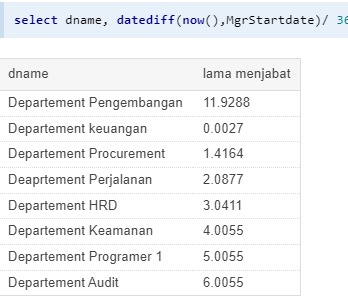 select dname, datediff(now(),MgrStartdate)/ 36
dname lama menjabat
Departement Pengembangan 11.9288
Departement keuangan 0.0027
Departement Procurement 1.4164
Deaprtement Perjalanan 2.0877
Departement HRD 3.0411
Departement Keamanan 4.0055
Departement Programer 1 5.0055
Departement Audit 6.0055